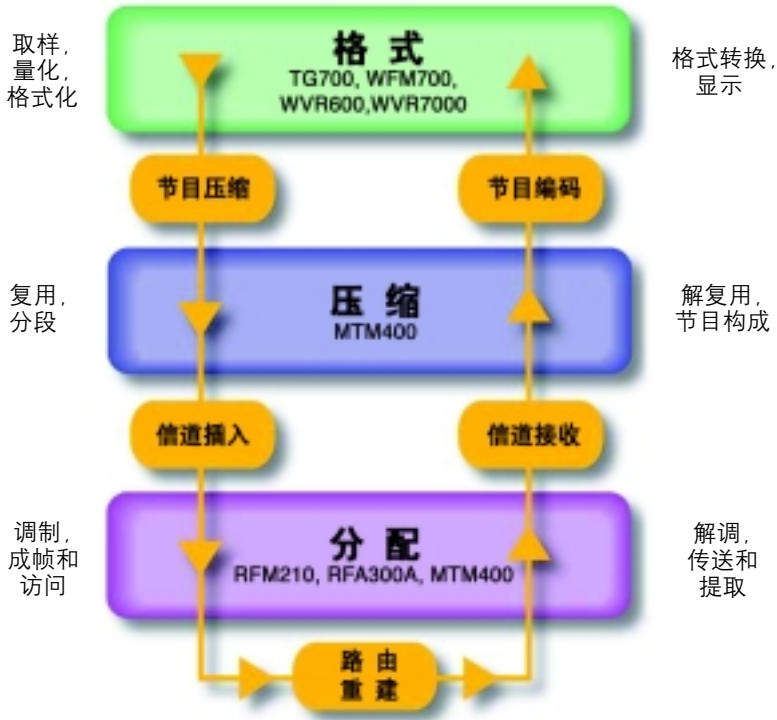 取样,
量化,
格式化
格 式
TG700, WFM700,
WVR600,WVR7000
格式转换,
显示
节目压缩
节目编码
复用,
分段
压 缩
MTM400
解复用,
节目构成
信道插入
信道接收
调制,
成帧和
访问
分 配
RFM210, RFA300A, MTM400
解调,
传送和
提取
路 由
重 建